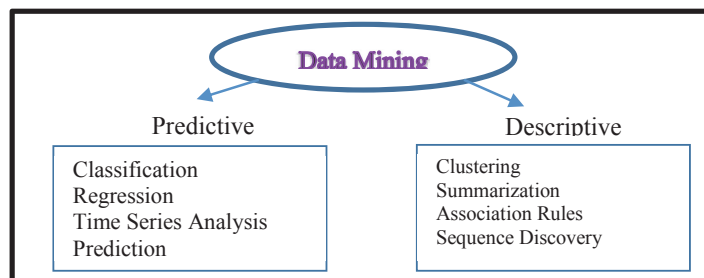 Data Mining
Predictive
Classification
Regression
Time Series Analysis
Prediction
Descriptive
Clustering
Summarization
Association Rules
Sequence Discovery